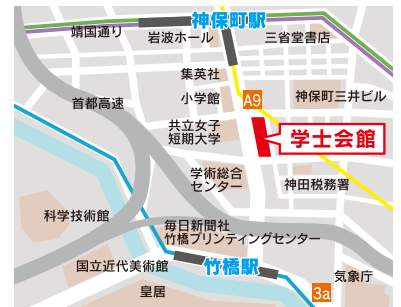 神保町駅
靖国通り
岩波ホール
三省堂書店
集英社
小学館
A9
神保町三井ビル
首都高速
共立女子
短期大学
学士会館
学術総合
センター
神田税務署
科学技術館
毎日新聞社
竹橋プリンティングセンター
国立近代美術館
竹橋駅
気象庁
皇居
3a